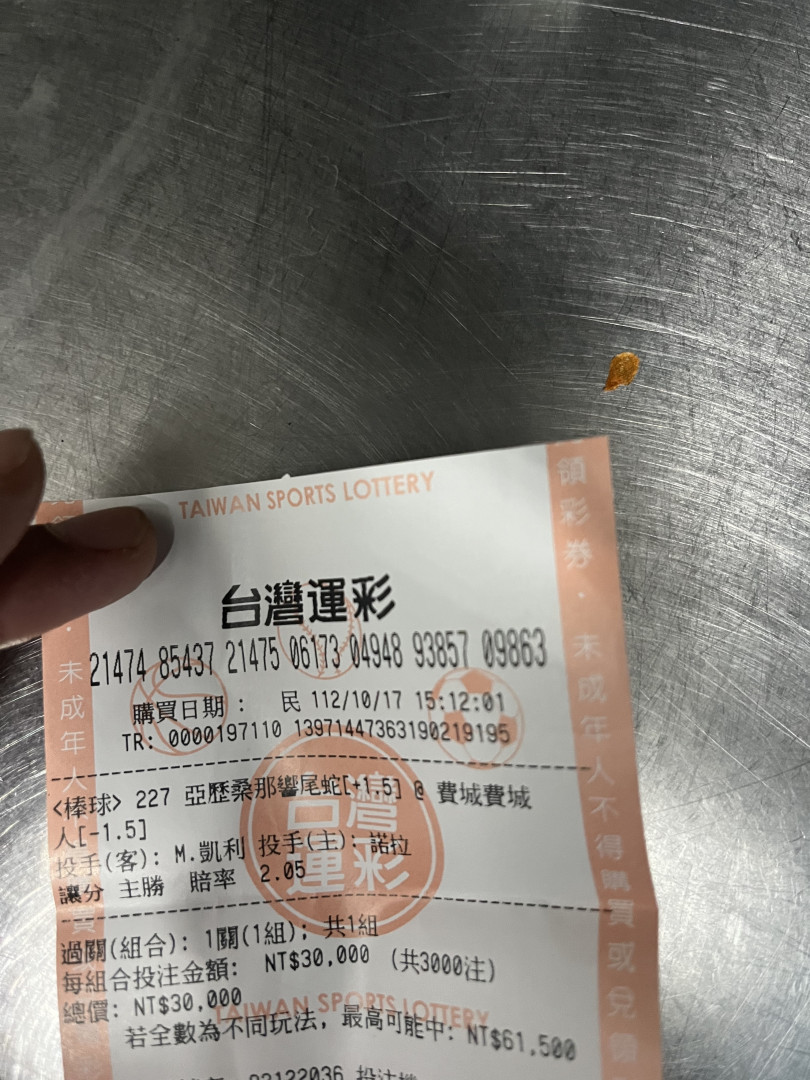 TAIWAN SPORTS LOTTERY
台灣運彩
21474 85437 21475 06173 04948 93857 09863
購買日期： 民 112/10/17 15:12:01
TR: 0000197110 13971447363190219195
<棒球> 227 亞歷桑那響尾蛇[+1.5] @ 費城費城
人[-1.5]
投手(客): M.凱利 投手(主): 諾拉
讓分 主勝 賠率 2.05
台灣
運彩
過關(組合): 1關(1組); 共1組
每組合投注金額: NT$30,000 (共3000注)
總價: NT$30,000
TAIWAN SPORTS LOTTERY
若全數為不同玩法, 最高可能中: NT$61,500
03122036 投注機
未成年人
費
領彩券・未成年人不得購買或兌領